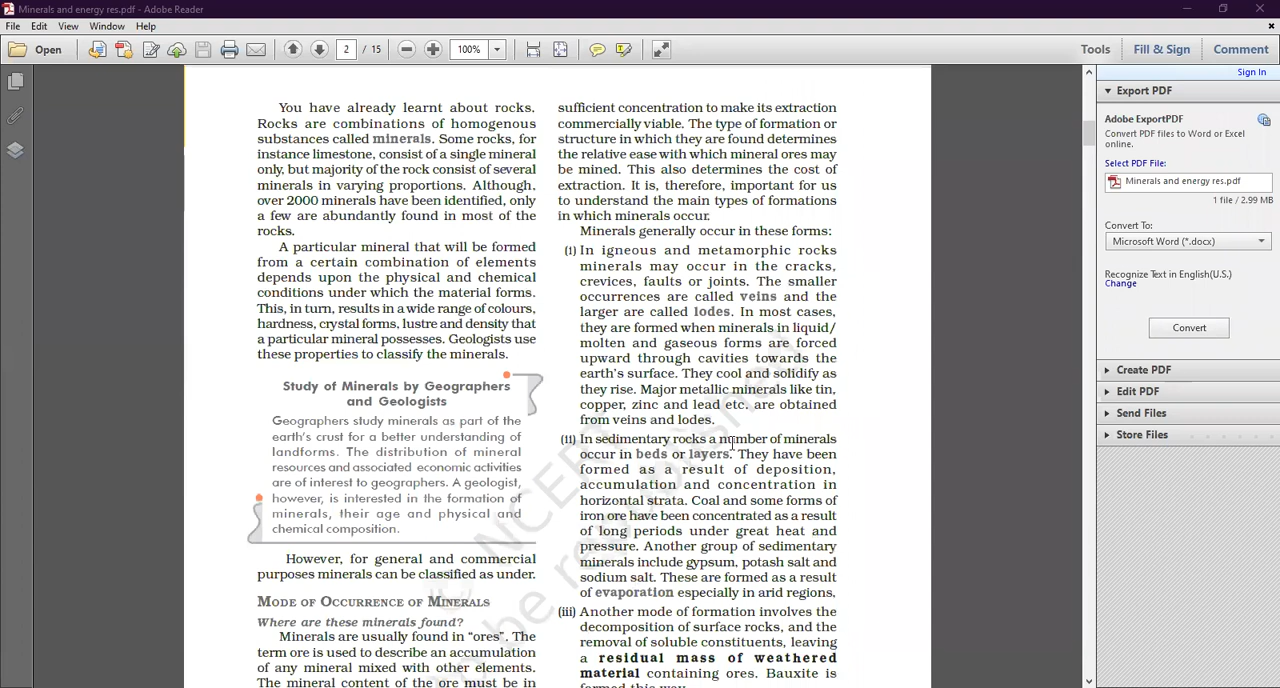 Minerals and energy res.pdf - Adobe Reader
File Edit View Window Help
Open 2 / 15 100% Tools Fill & Sign Comment
Sign In
Export PDF
Adobe ExportPDF
Convert PDF files to Word or Excel
online.
Select PDF File:
Minerals and energy res.pdf
1 file / 2.99 MB
Convert To:
Microsoft Word (*.docx)
Recognize Text in English(U.S.)
Change
Convert
Create PDF
Edit PDF
Send Files
Store Files
You have already learnt about rocks.
Rocks are combinations of homogenous
substances called minerals. Some rocks, for
instance limestone, consist of a single mineral
only, but majority of the rock consist of several
minerals in varying proportions. Although,
over 2000 minerals have been identified, only
a few are abundantly found in most of the
rocks.
A particular mineral that will be formed
from a certain combination of elements
depends upon the physical and chemical
conditions under which the material forms.
This, in turn, results in a wide range of colours,
hardness, crystal forms, lustre and density that
a particular mineral possesses. Geologists use
these properties to classify the minerals.
Study of Minerals by Geographers
and Geologists
Geographers study minerals as part of the
earth's crust for a better understanding of
landforms. The distribution of mineral
resources and associated economic activities
are of interest to geographers. A geologist,
however, is interested in the formation of
minerals, their age and physical and
chemical composition.
However, for general and commercial
purposes minerals can be classified as under.
MODE OF OCCURRENCE OF MINERALS
Where are these minerals found?
Minerals are usually found in “ores”. The
term ore is used to describe an accumulation
of any mineral mixed with other elements.
The mineral content of the ore must be in
sufficient concentration to make its extraction
commercially viable. The type of formation or
structure in which they are found determines
the relative ease with which mineral ores may
be mined. This also determines the cost of
extraction. It is, therefore, important for us
to understand the main types of formations
in which minerals occur.
Minerals generally occur in these forms:
(i) In igneous and metamorphic rocks
minerals may occur in the cracks,
crevices, faults or joints. The smaller
occurrences are called veins and the
larger are called lodes. In most cases,
they are formed when minerals in liquid/
molten and gaseous forms are forced
upward through cavities towards the
earth's surface. They cool and solidify as
they rise. Major metallic minerals like tin,
copper, zinc and lead etc. are obtained
from veins and lodes.
(ii) In sedimentary rocks a number of minerals
occur in beds or layers. They have been
formed as a result of deposition,
accumulation and concentration in
horizontal strata. Coal and some forms of
iron ore have been concentrated as a result
of long periods under great heat and
pressure. Another group of sedimentary
minerals include gypsum, potash salt and
sodium salt. These are formed as a result
of evaporation especially in arid regions.
(iii) Another mode of formation involves the
decomposition of surface rocks, and the
removal of soluble constituents, leaving
a residual mass of weathered
material containing ores. Bauxite is
formed this way.
© NCERT
be republished